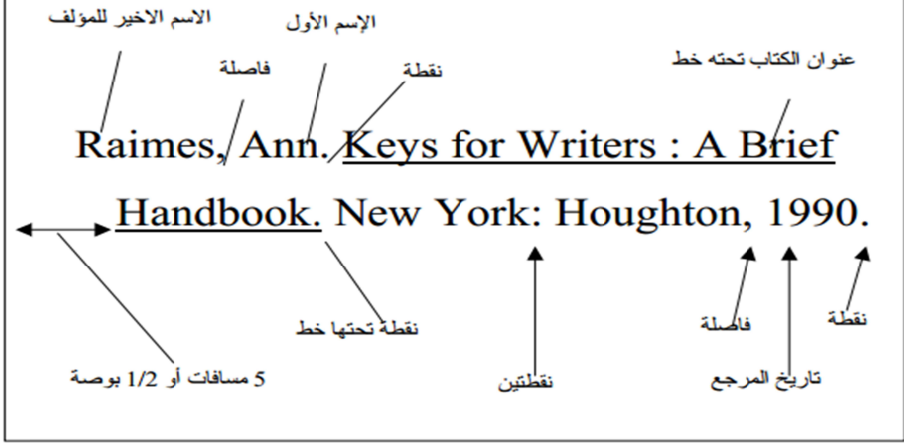 الاسم الاخير للمؤلف
الإسم الأول
فاصلة
نقطة
عنوان الكتاب تحته خط
Raimes, Ann. Keys for Writers : A Brief
Handbook. New York: Houghton, 1990.
نقطة تحتها خط
فاصلة
نقطة
5 مسافات أو 1/2 بوصة
نقطتين
تاريخ المرجع